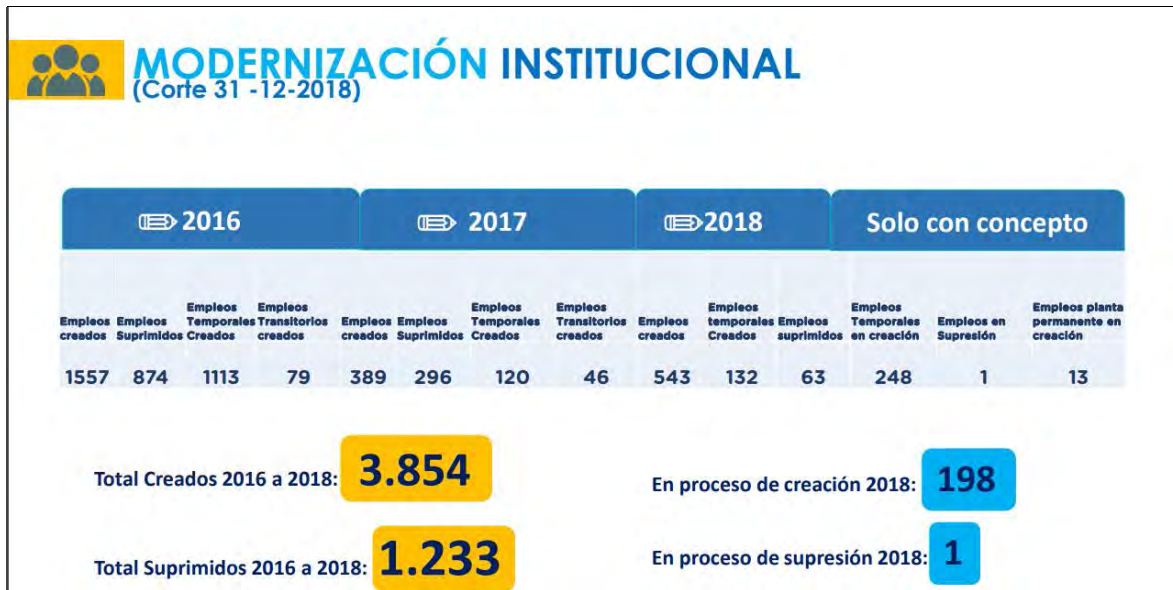 MODERNIZACIÓN INSTITUCIONAL
(Corte 31 -12-2018)
2016 2017 2018 Solo con concepto
Empleos creados Empleos Suprimidos Empleos Temporales Creados Empleos Transitorios creados Empleos creados Empleos Suprimidos Empleos Temporales Creados Empleos Transitorios creados Empleos creados Empleos temporales Creados Empleos suprimidos Empleos Temporales en creación Empleos en Supresión Empleos planta permanente en creación
1557 874 1113 79 389 296 120 46 543 132 63 248 1 13
Total Creados 2016 a 2018: 3.854
En proceso de creación 2018: 198
Total Suprimidos 2016 a 2018: 1.233
En proceso de supresión 2018: 1